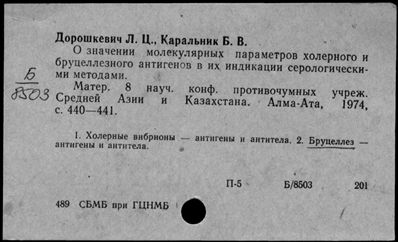 Дорошкевич Л. Ц., Каральник Б. В.
О значении молекулярных параметров холерного и
бруцеллезного антигенов в их индикации серологически-
ми методами.
Б
8503
Матер. 8 науч. конф. противочумных учреж.
Средней Азии и Казахстана. Алма-Ата, 1974,
с. 440—441.
1. Холерные вибрионы — антигены и антитела. 2. Бруцеллез —
антигены и антитела.
П-5 Б/8503 201
489 СБМБ при ГЦНМБ